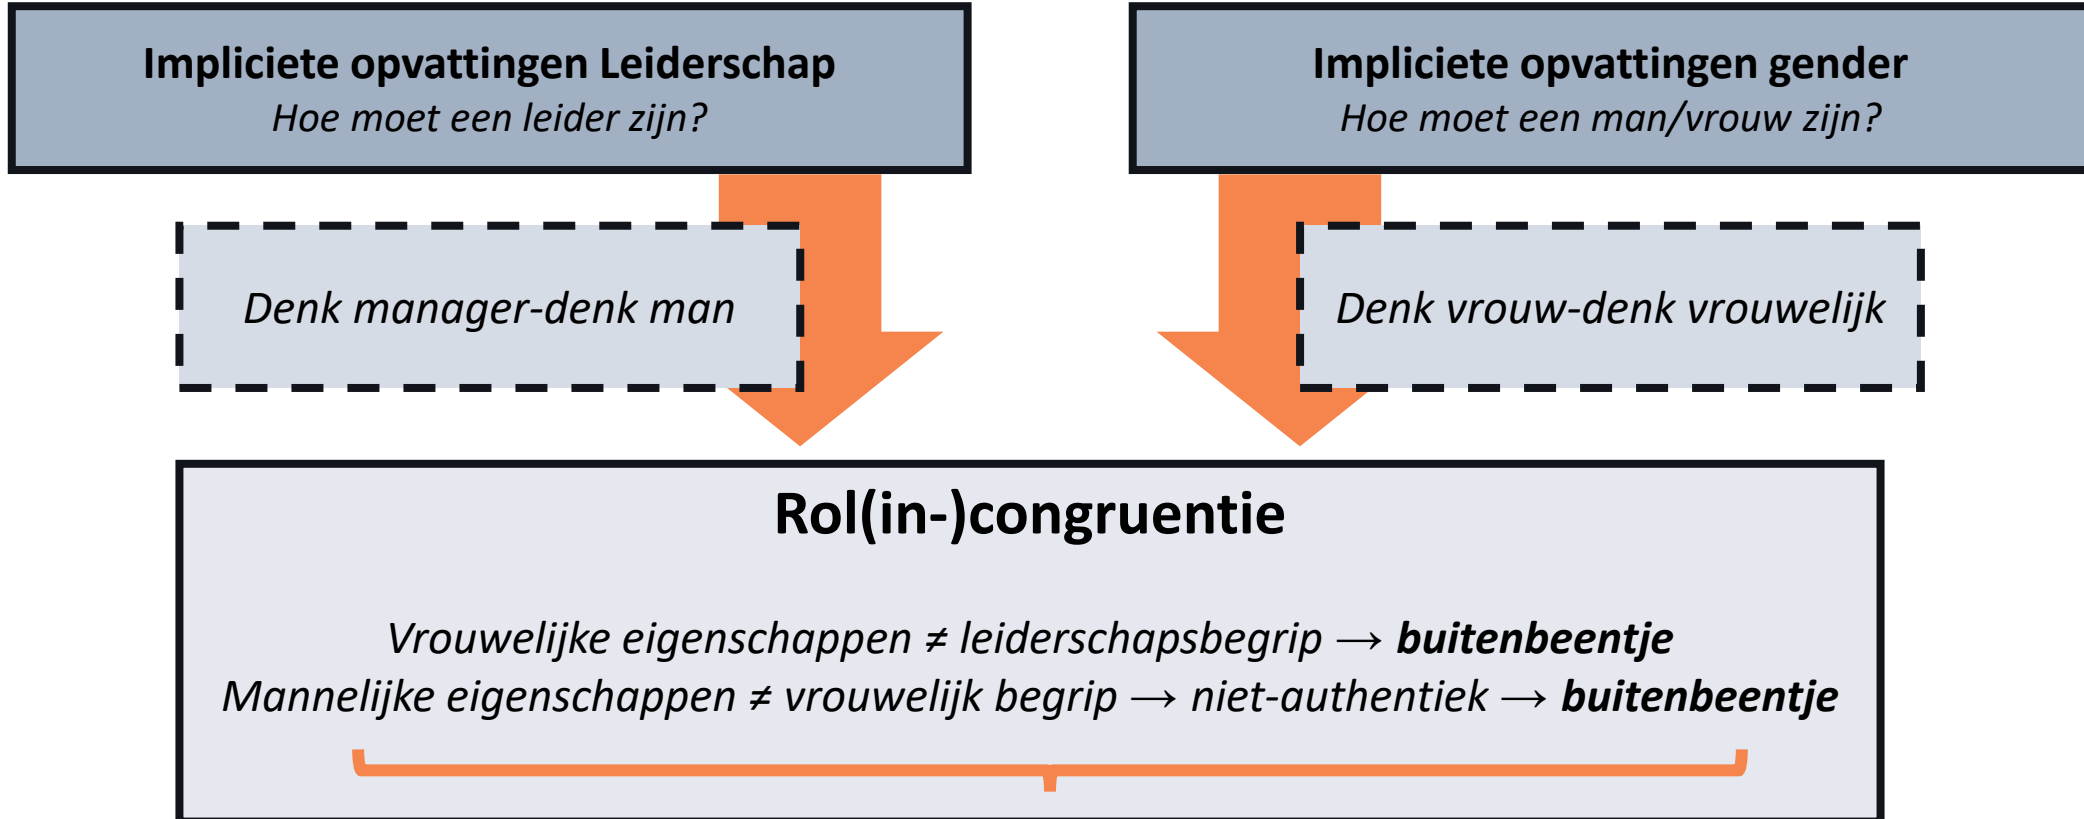 Impliciete opvattingen Leiderschap
Hoe moet een leider zijn?
Impliciete opvattingen gender
Hoe moet een man/vrouw zijn?
Denk manager-denk man
Denk vrouw-denk vrouwelijk
Rol(in-)congruentie
Vrouwelijke eigenschappen ≠ leiderschapsbegrip → buitenbeentje
Mannelijke eigenschappen ≠ vrouwelijk begrip → niet-authentiek → buitenbeentje